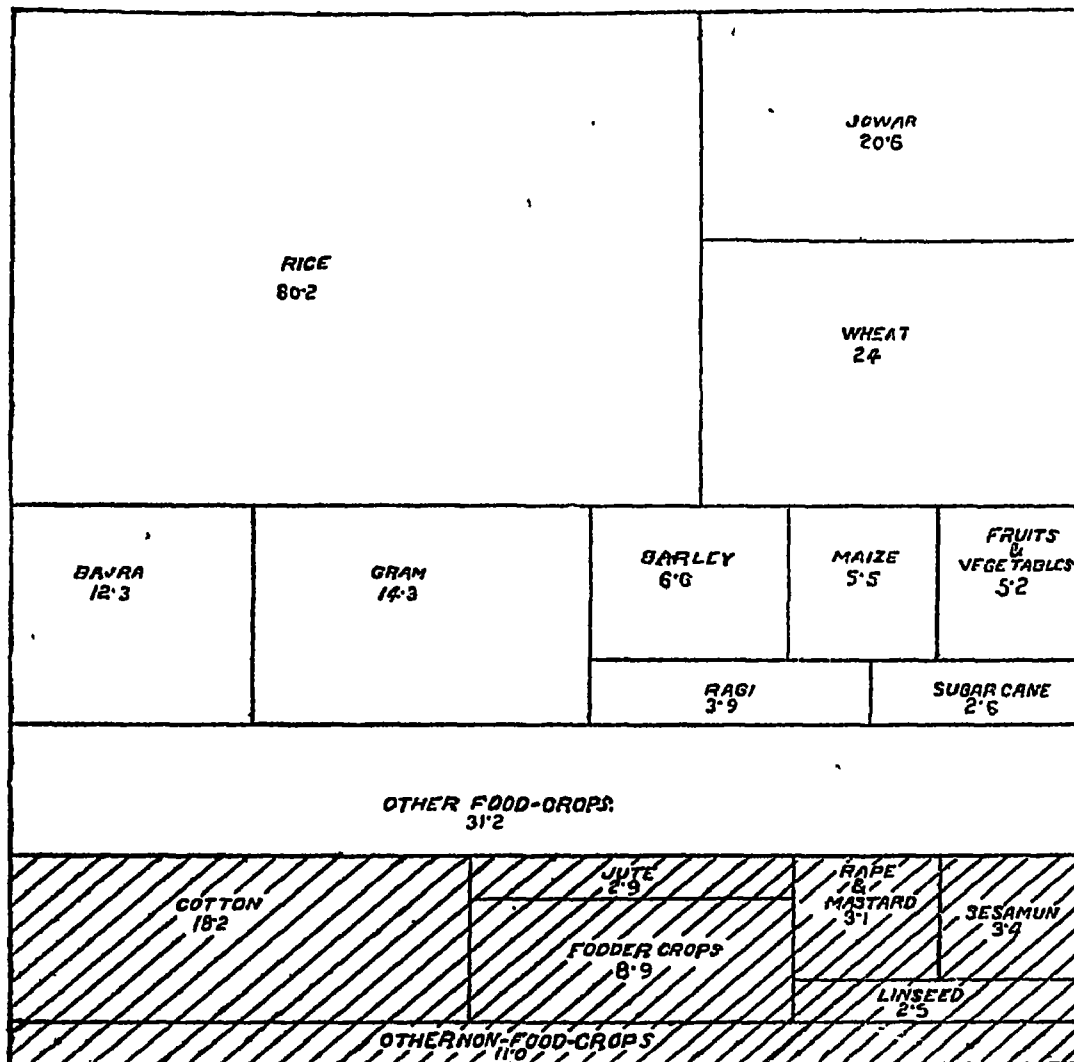 JOWAR
20·6
RICE
80·2
WHEAT
24
BAJRA
12·3
GRAM
14·3
BARLEY
6·6
MAIZE
5·5
FRUITS
&
VEGETABLES
5·2
RAGI
3·9
SUGAR CANE
2·6
OTHER FOOD-CROPS.
31·2
COTTON
18·2
JUTE
2·9
FODDER CROPS
8·9
RAPE
&
MASTARD
3·1
SESAMUN
3·4
LINSEED
2·5
OTHER NON-FOOD-CROPS
11·0